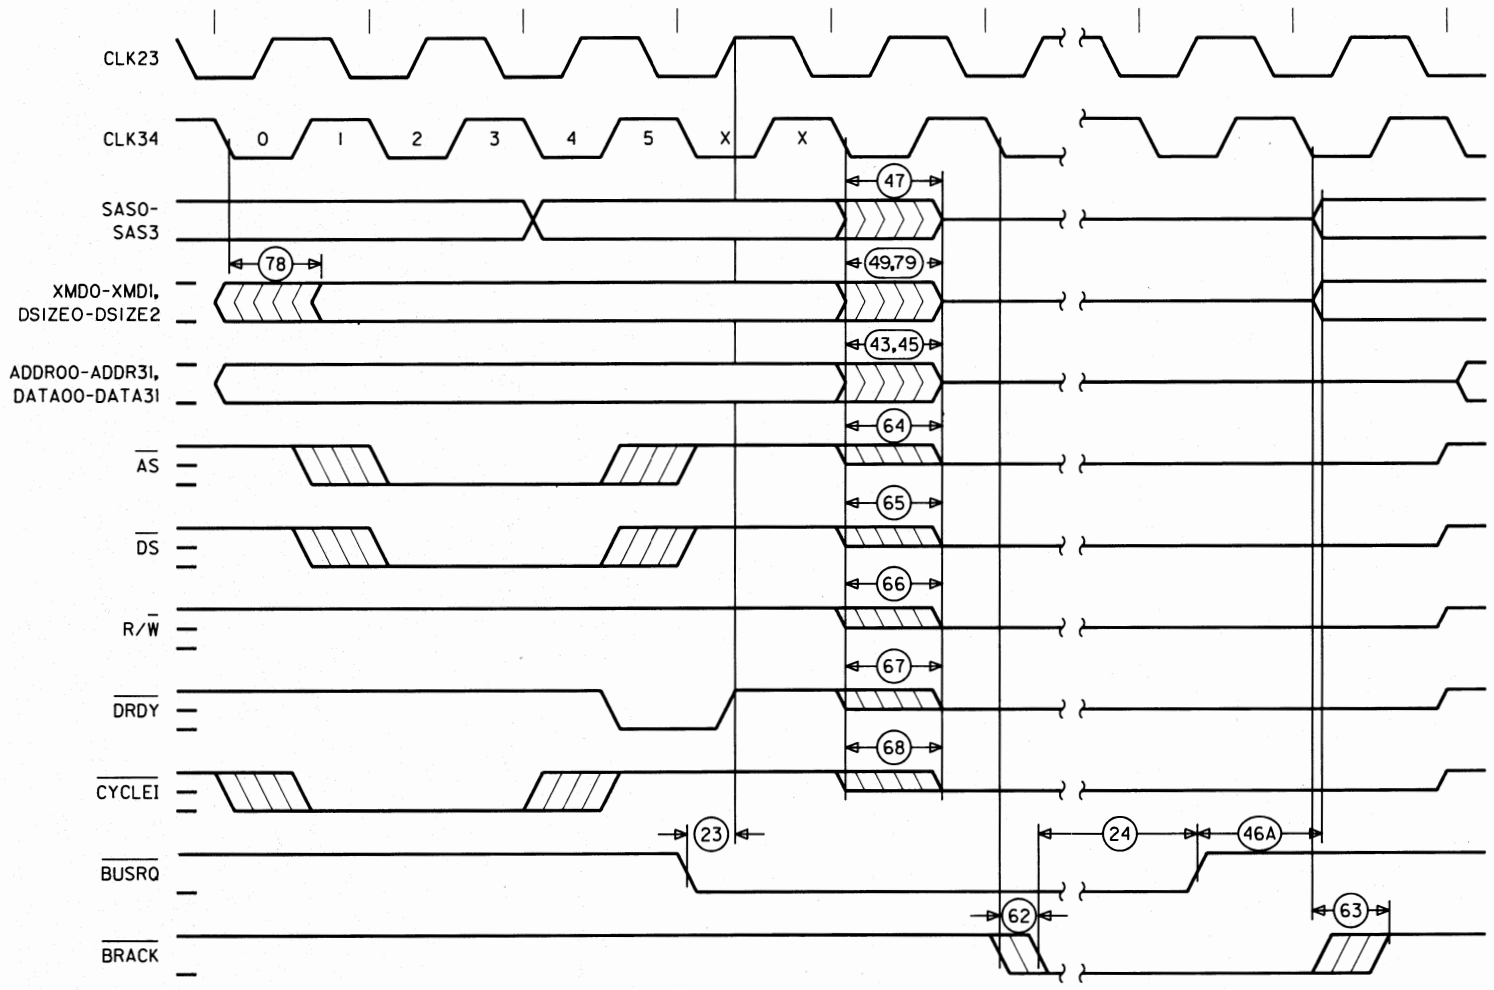 CLK23
CLK34 0 1 2 3 4 5 X X
47
SAS0-
SAS3
78 49,79
XMD0-XMD1,
DSIZE0-DSIZE2
43,45
ADDR00-ADDR31,
DATA00-DATA31
64
AS
65
DS
66
R/W
67
DRDY
68
CYCLEI
23 24 46A
BUSRQ
62 63
BRACK